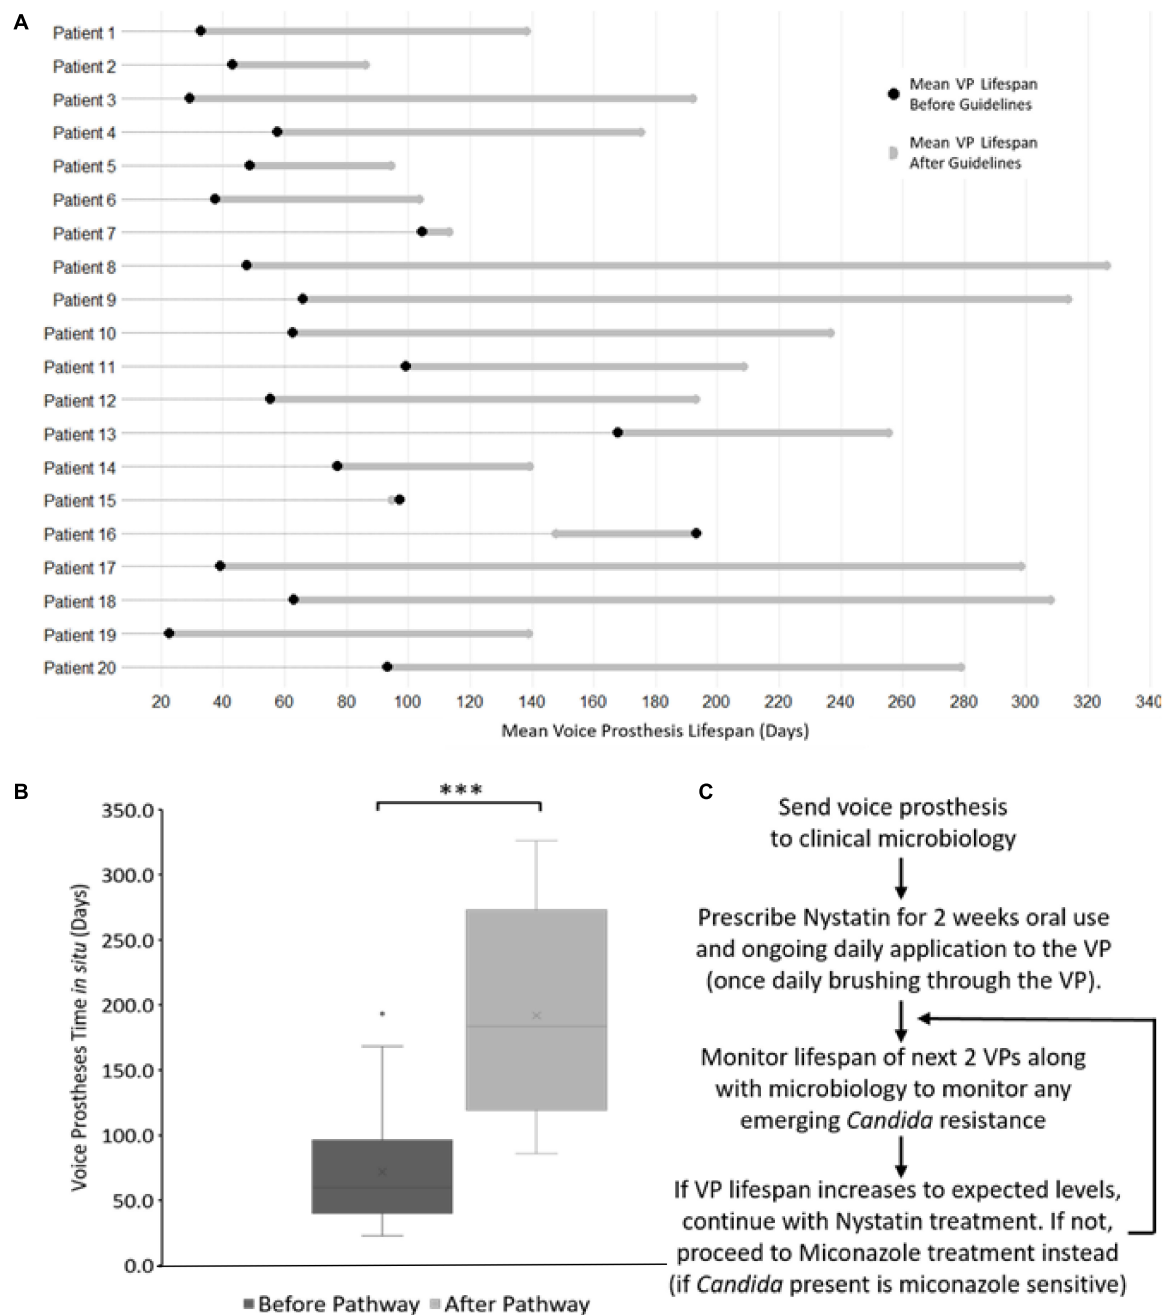 A
Patient 1
Patient 2
Patient 3
Patient 4
Patient 5
Patient 6
Patient 7
Patient 8
Patient 9
Patient 10
Patient 11
Patient 12
Patient 13
Patient 14
Patient 15
Patient 16
Patient 17
Patient 18
Patient 19
Patient 20
Mean VP Lifespan
Before Guidelines
Mean VP Lifespan
After Guidelines
20 40 60 80 100 120 140 160 180 200 220 240 260 280 300 320 340
Mean Voice Prosthesis Lifespan (Days)
B
***
350.0
300.0
250.0
200.0
150.0
100.0
50.0
0.0
Voice Prostheses Time in situ (Days)
Before Pathway After Pathway
C
Send voice prosthesis
to clinical microbiology
Prescribe Nystatin for 2 weeks oral use
and ongoing daily application to the VP
(once daily brushing through the VP).
Monitor lifespan of next 2 VPs along
with microbiology to monitor any
emerging Candida resistance
If VP lifespan increases to expected levels,
continue with Nystatin treatment. If not,
proceed to Miconazole treatment instead
(if Candida present is miconazole sensitive)